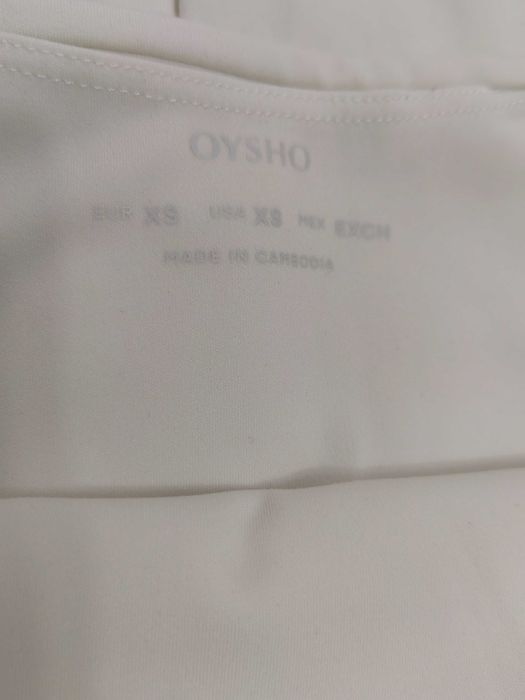 OYSHO
EUR XS USA XS MEX EXCH
MADE IN CAMBODIA